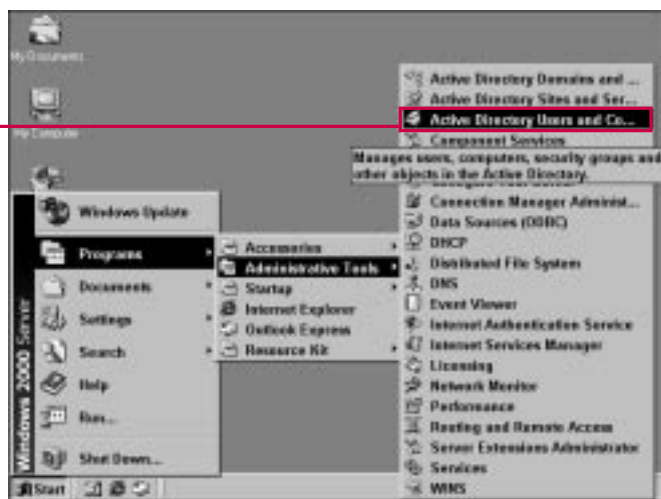 My Documents
My Computer
Windows Update
Programs
Documents
Settings
Search
Help
Run...
Shut Down...
Windows 2000 Server
Start
Accessories
Administrative Tools
Startup
Internet Explorer
Outlook Express
Resource Kit
Active Directory Domains and ...
Active Directory Sites and Ser...
Active Directory Users and Co...
Component Services
Manages users, computers, security groups and
other objects in the Active Directory.
Connection Manager Administ...
Data Sources (ODBC)
DHCP
Distributed File System
DNS
Event Viewer
Internet Authentication Service
Internet Services Manager
Licensing
Network Monitor
Performance
Routing and Remote Access
Server Extensions Administrator
Services
WINS